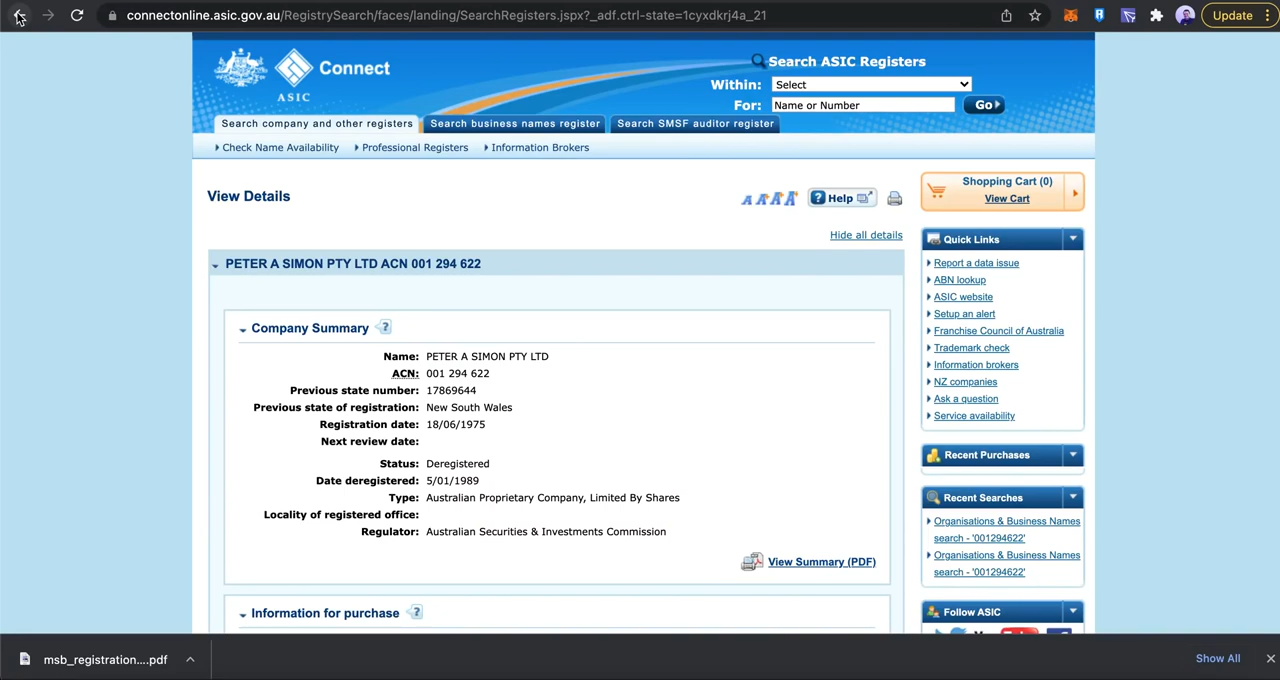 connectonline.asic.gov.au/RegistrySearch/faces/landing/SearchRegisters.jspx?_adf.ctrl-state=1cyxdkrj4a_21
Update
Connect
ASIC
Search ASIC Registers
Within: Select
For: Name or Number Go
Search company and other registers Search business names register Search SMSF auditor register
Check Name Availability Professional Registers Information Brokers
View Details
A A A A Help
Hide all details
PETER A SIMON PTY LTD ACN 001 294 622
Company Summary ?
Name: PETER A SIMON PTY LTD
ACN: 001 294 622
Previous state number: 17869644
Previous state of registration: New South Wales
Registration date: 18/06/1975
Next review date:
Status: Deregistered
Date deregistered: 5/01/1989
Type: Australian Proprietary Company, Limited By Shares
Locality of registered office:
Regulator: Australian Securities & Investments Commission
View Summary (PDF)
Information for purchase ?
Shopping Cart (0)
View Cart
Quick Links
Report a data issue
ABN lookup
ASIC website
Setup an alert
Franchise Council of Australia
Trademark check
Information brokers
NZ companies
Ask a question
Service availability
Recent Purchases
Recent Searches
Organisations & Business Names
search - '001294622'
Organisations & Business Names
search - '001294622'
Follow ASIC
msb_registration....pdf
Show All